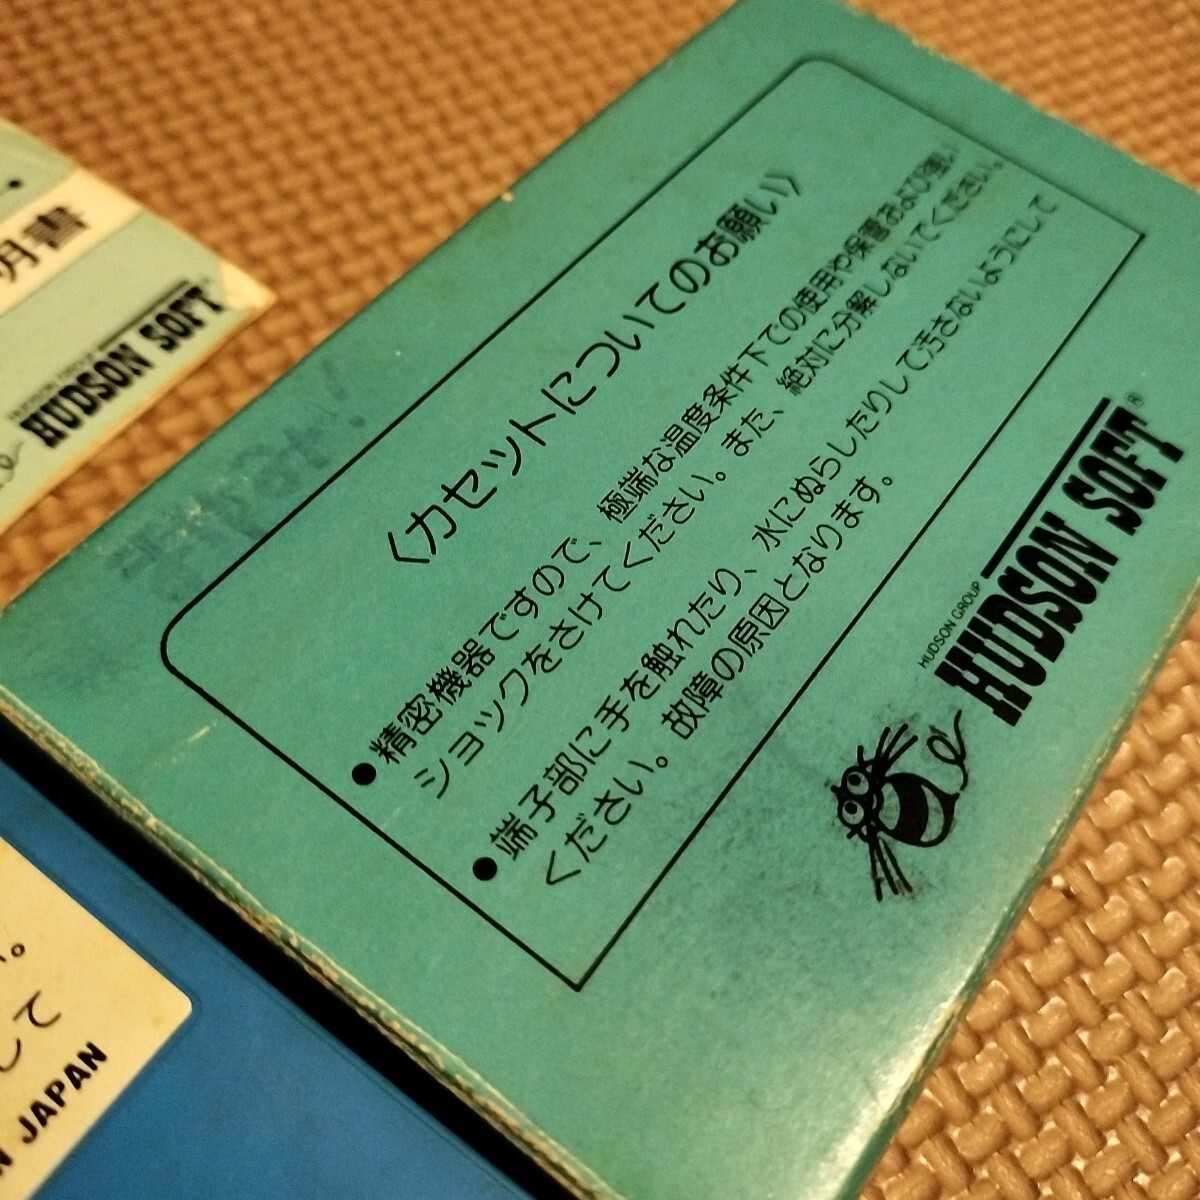 〈カセットについてのお願い〉
●精密機器ですので、極端な温度条件下での使用や保管および強い
ショックをさけてください。また、絶対に分解しないでください。
●端子部に手を触れたり、水にぬらしたりして汚さないようにして
ください。故障の原因となります。
HUDSON GROUP
HUDSON SOFT®
明書
HUDSON GROUP
HUDSON SOFT
い。
して
N JAPAN